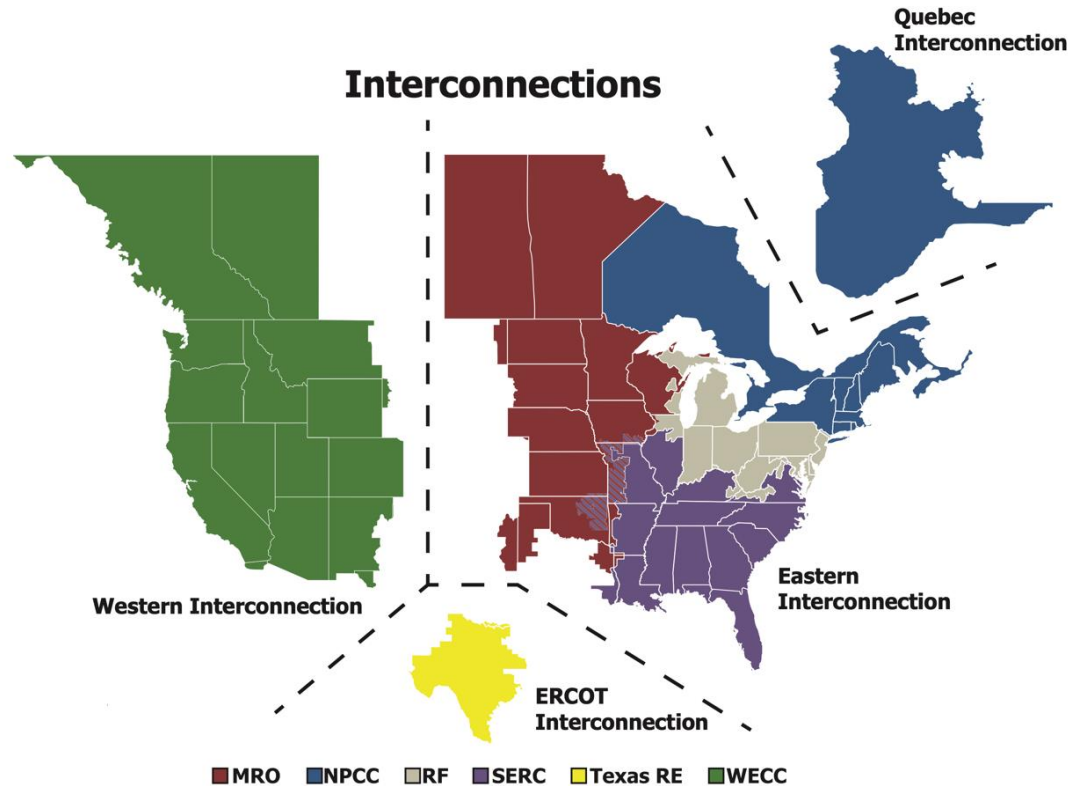 Quebec
Interconnection
Interconnections
Western Interconnection
Eastern
Interconnection
ERCOT
Interconnection
MRO NPCC RF SERC Texas RE WECC